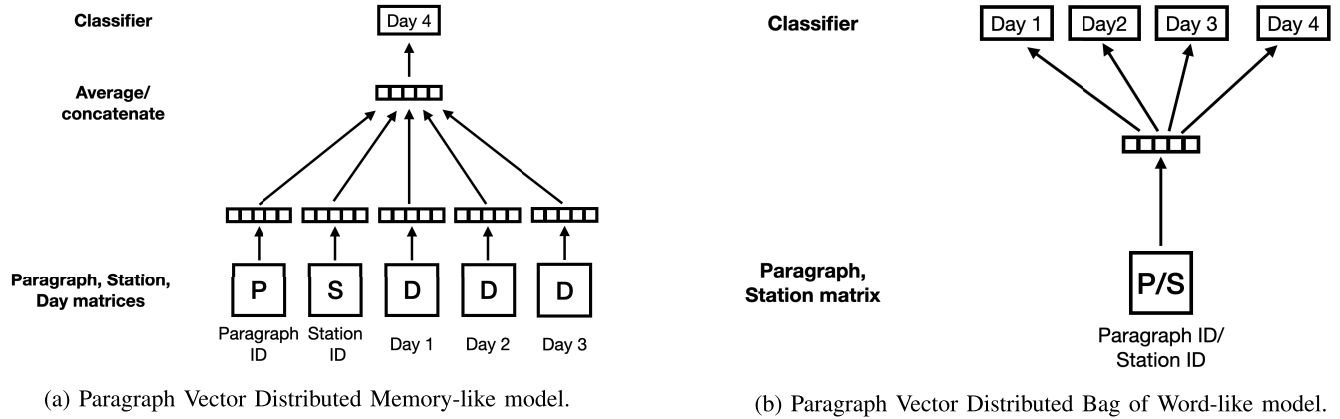 Classifier
Day 4
Average/
concatenate
Paragraph, Station,
Day matrices
P
S
D
D
D
Paragraph
ID
Station
ID
Day 1
Day 2
Day 3
(a) Paragraph Vector Distributed Memory-like model.
Classifier
Day 1
Day2
Day 3
Day 4
Paragraph,
Station matrix
P/S
Paragraph ID/
Station ID
(b) Paragraph Vector Distributed Bag of Word-like model.